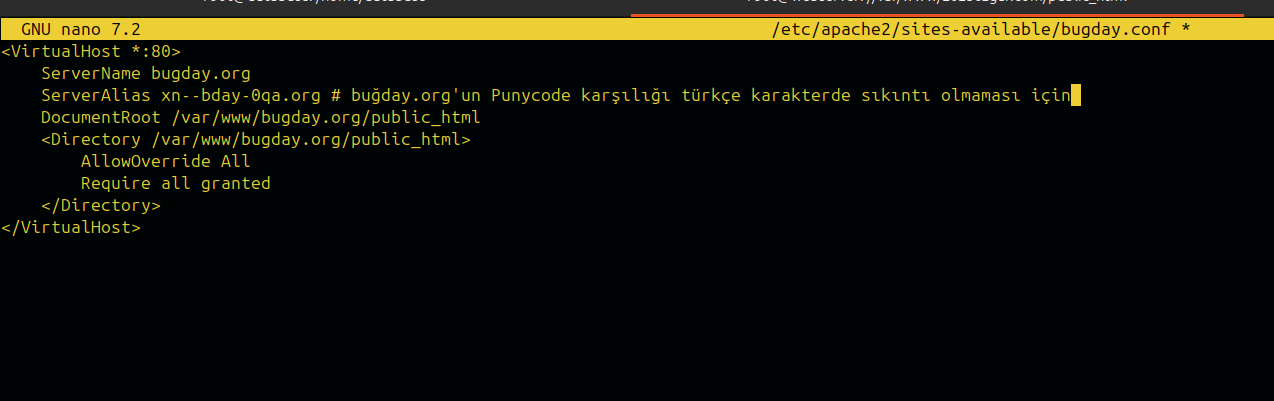 GNU nano 7.2 /etc/apache2/sites-available/bugday.conf *
<VirtualHost *:80>
ServerName bugday.org
ServerAlias xn--bday-0qa.org # buğday.org'un Punycode karşılığı türkçe karakterde sıkıntı olmaması için
DocumentRoot /var/www/bugday.org/public_html
<Directory /var/www/bugday.org/public_html>
AllowOverride All
Require all granted
</Directory>
</VirtualHost>